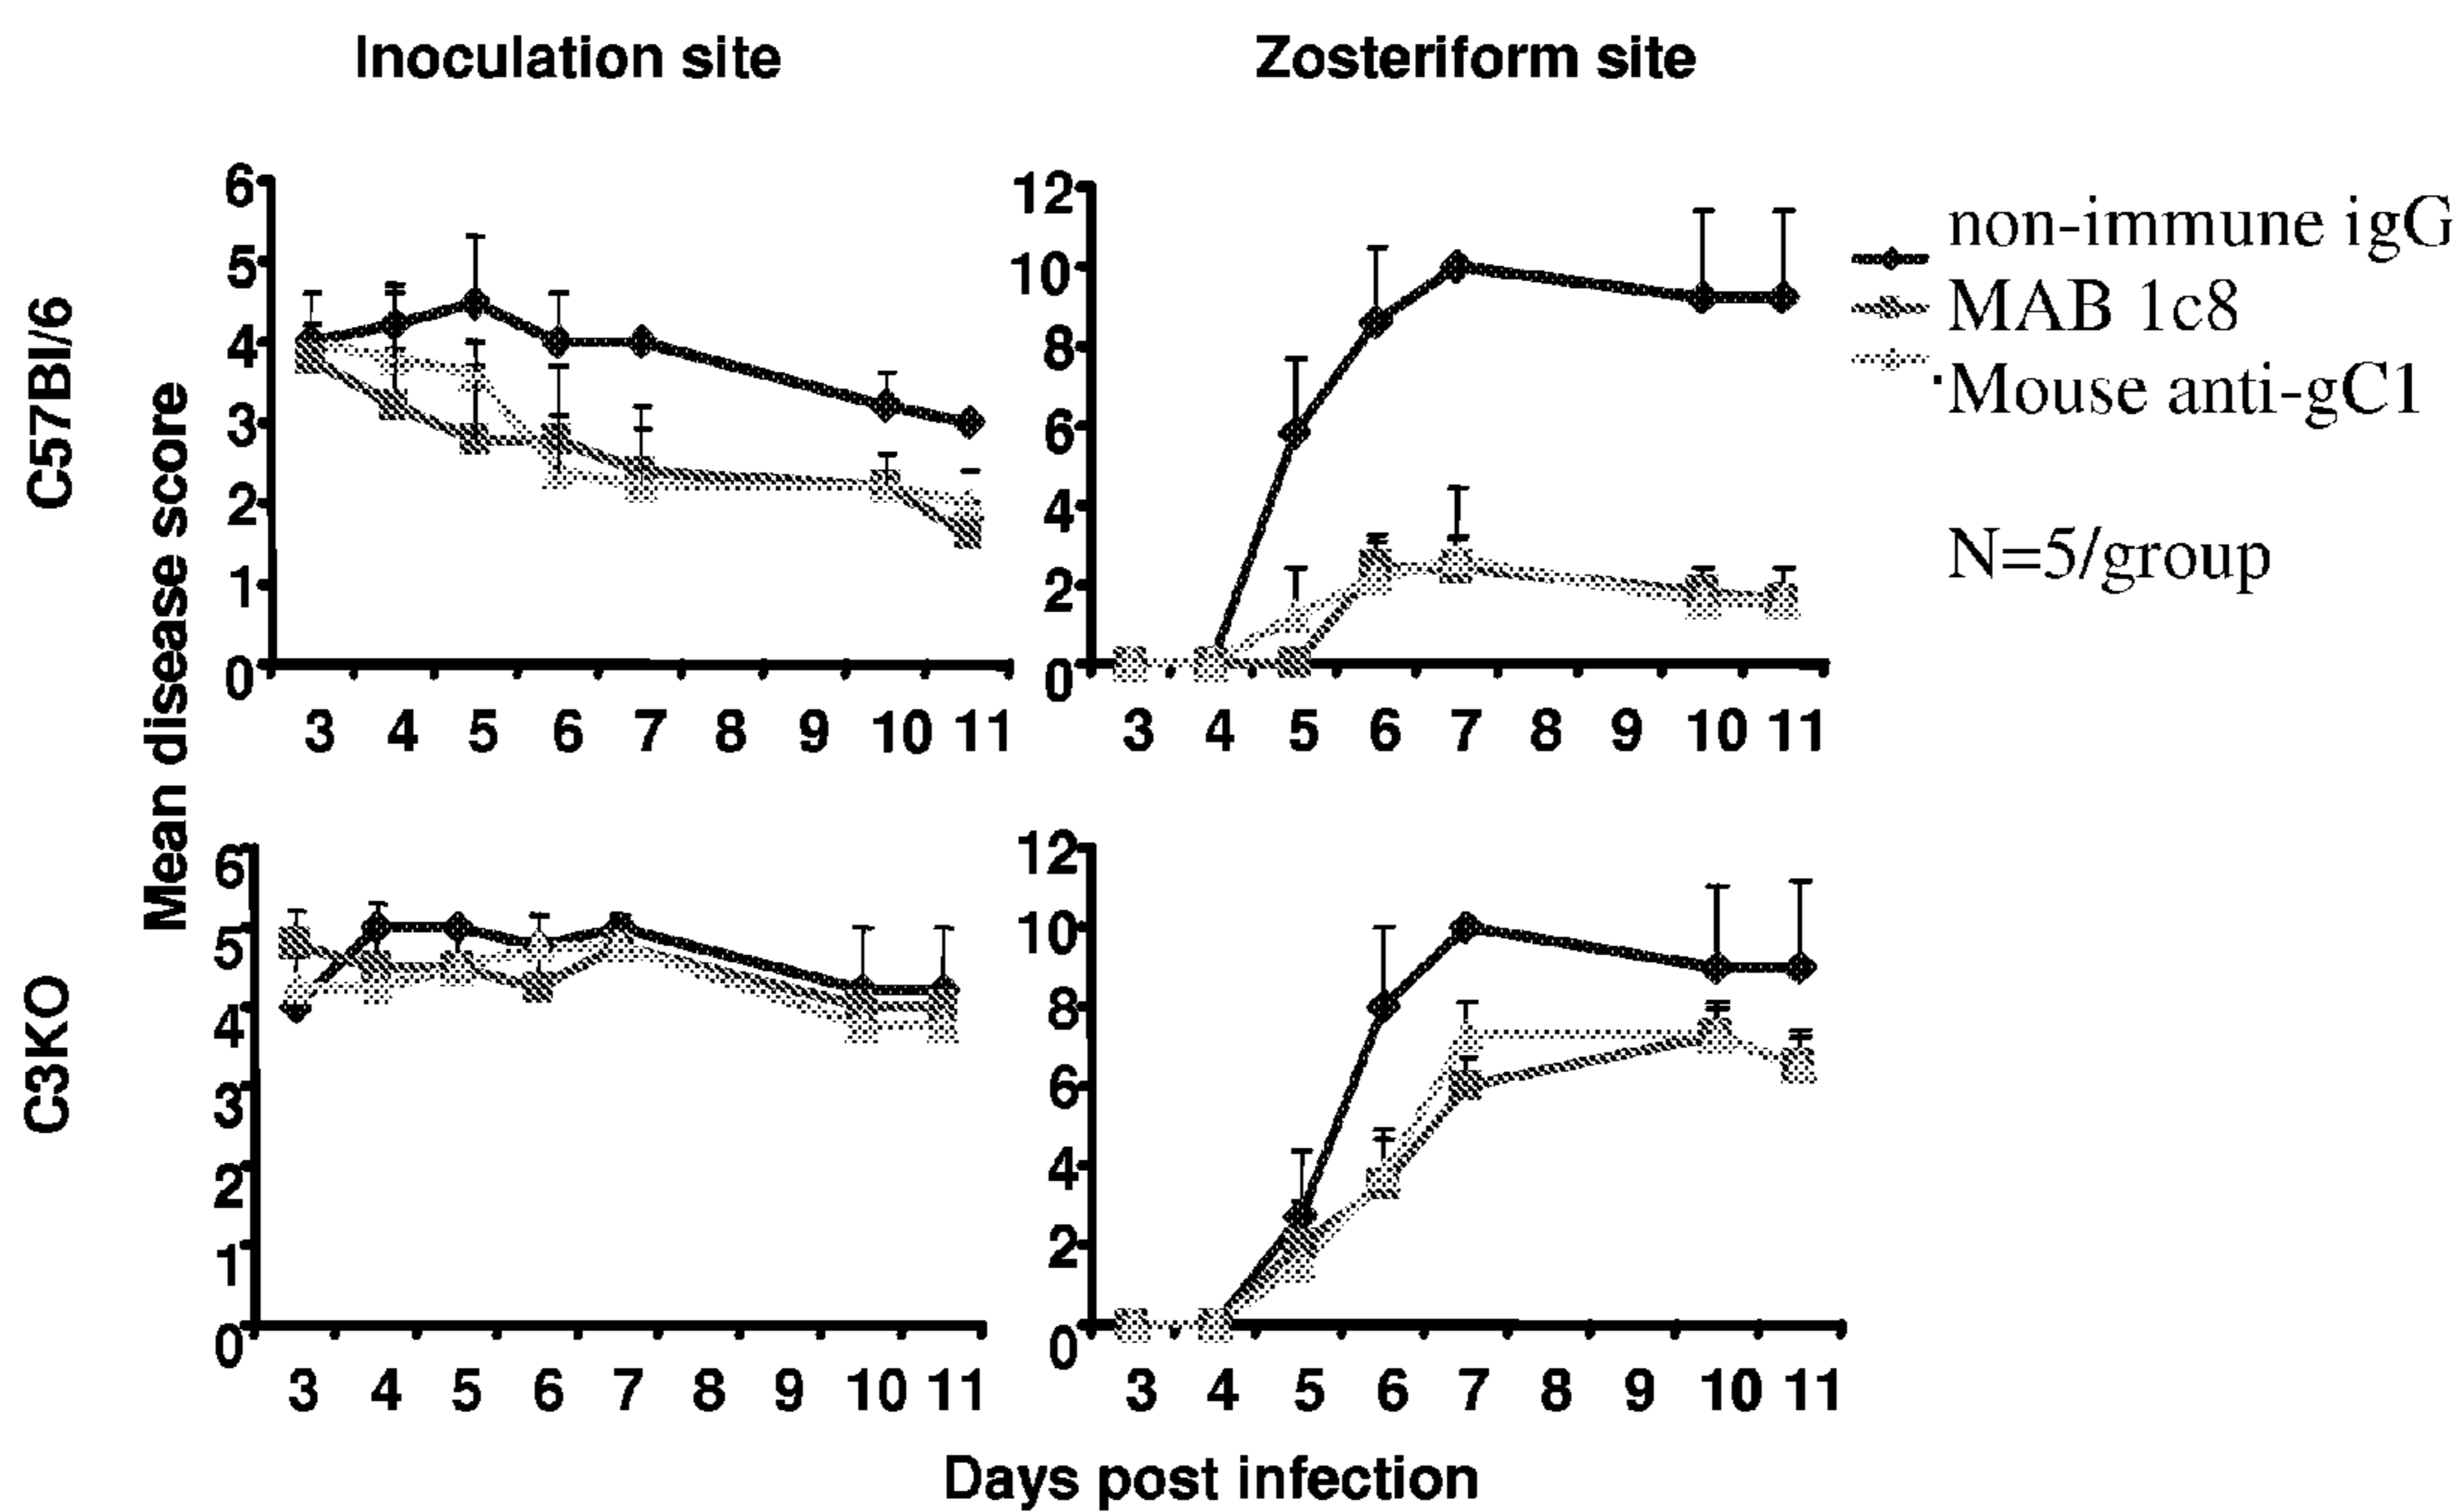 Inoculation site
Zosteriform site
C57Bl/6
Mean disease score
6
5
4
3
2
1
0
3 4 5 6 7 8 9 10 11
12
10
8
6
4
2
0
3 4 5 6 7 8 9 10 11
non-immune igG
MAB 1c8
Mouse anti-gC1
N=5/group
C3KO
6
5
4
3
2
1
0
3 4 5 6 7 8 9 10 11
12
10
8
6
4
2
0
3 4 5 6 7 8 9 10 11
Days post infection